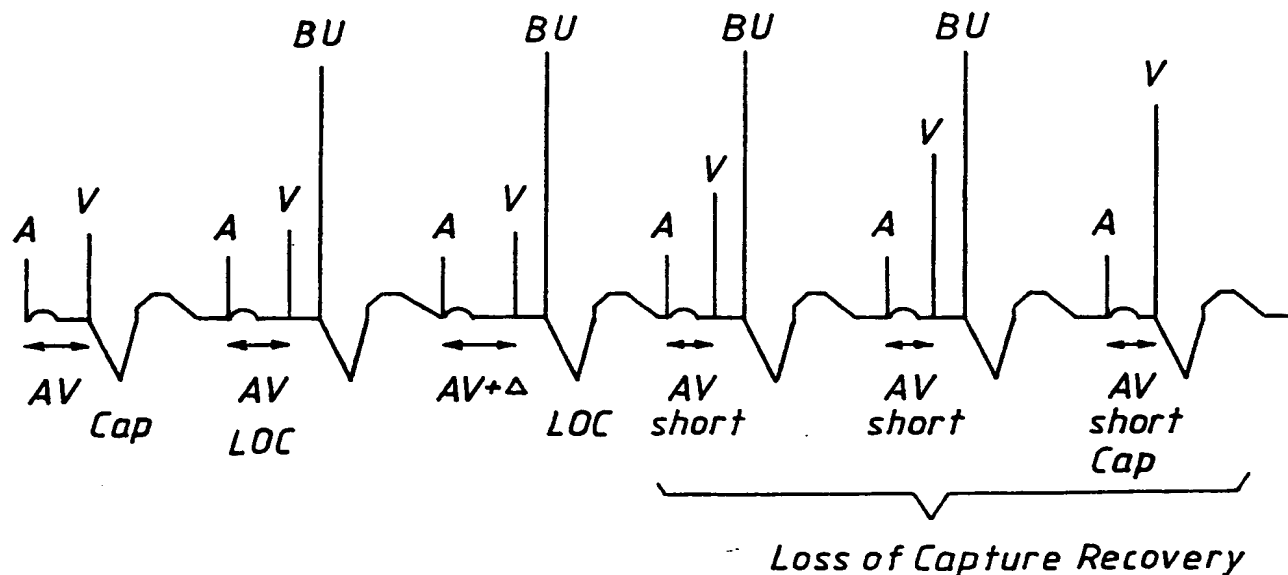 BU BU BU BU
V
V
V
V V V
A A A A A A
AV AV AV+Δ AV AV AV
Cap LOC LOC short short short
Cap
Loss of Capture Recovery